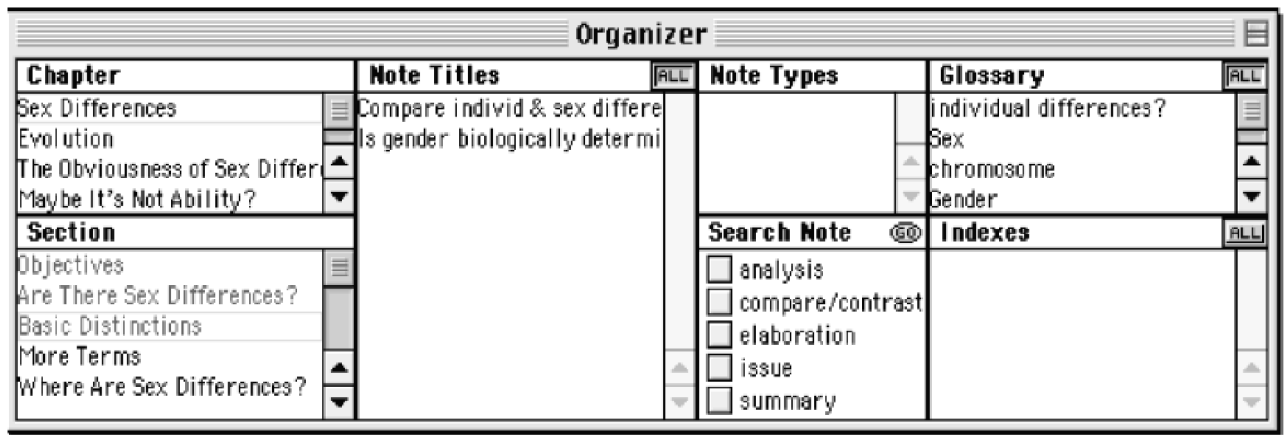 Organizer
Chapter
Sex Differences
Evolution
The Obviousness of Sex Differ
Maybe It's Not Ability?
Section
Objectives
Are There Sex Differences?
Basic Distinctions
More Terms
Where Are Sex Differences?
Note Titles ALL
Compare individ & sex differe
Is gender biologically determi
Note Types
Search Note GO
analysis
compare/contrast
elaboration
issue
summary
Glossary ALL
individual differences?
Sex
chromosome
Gender
Indexes ALL